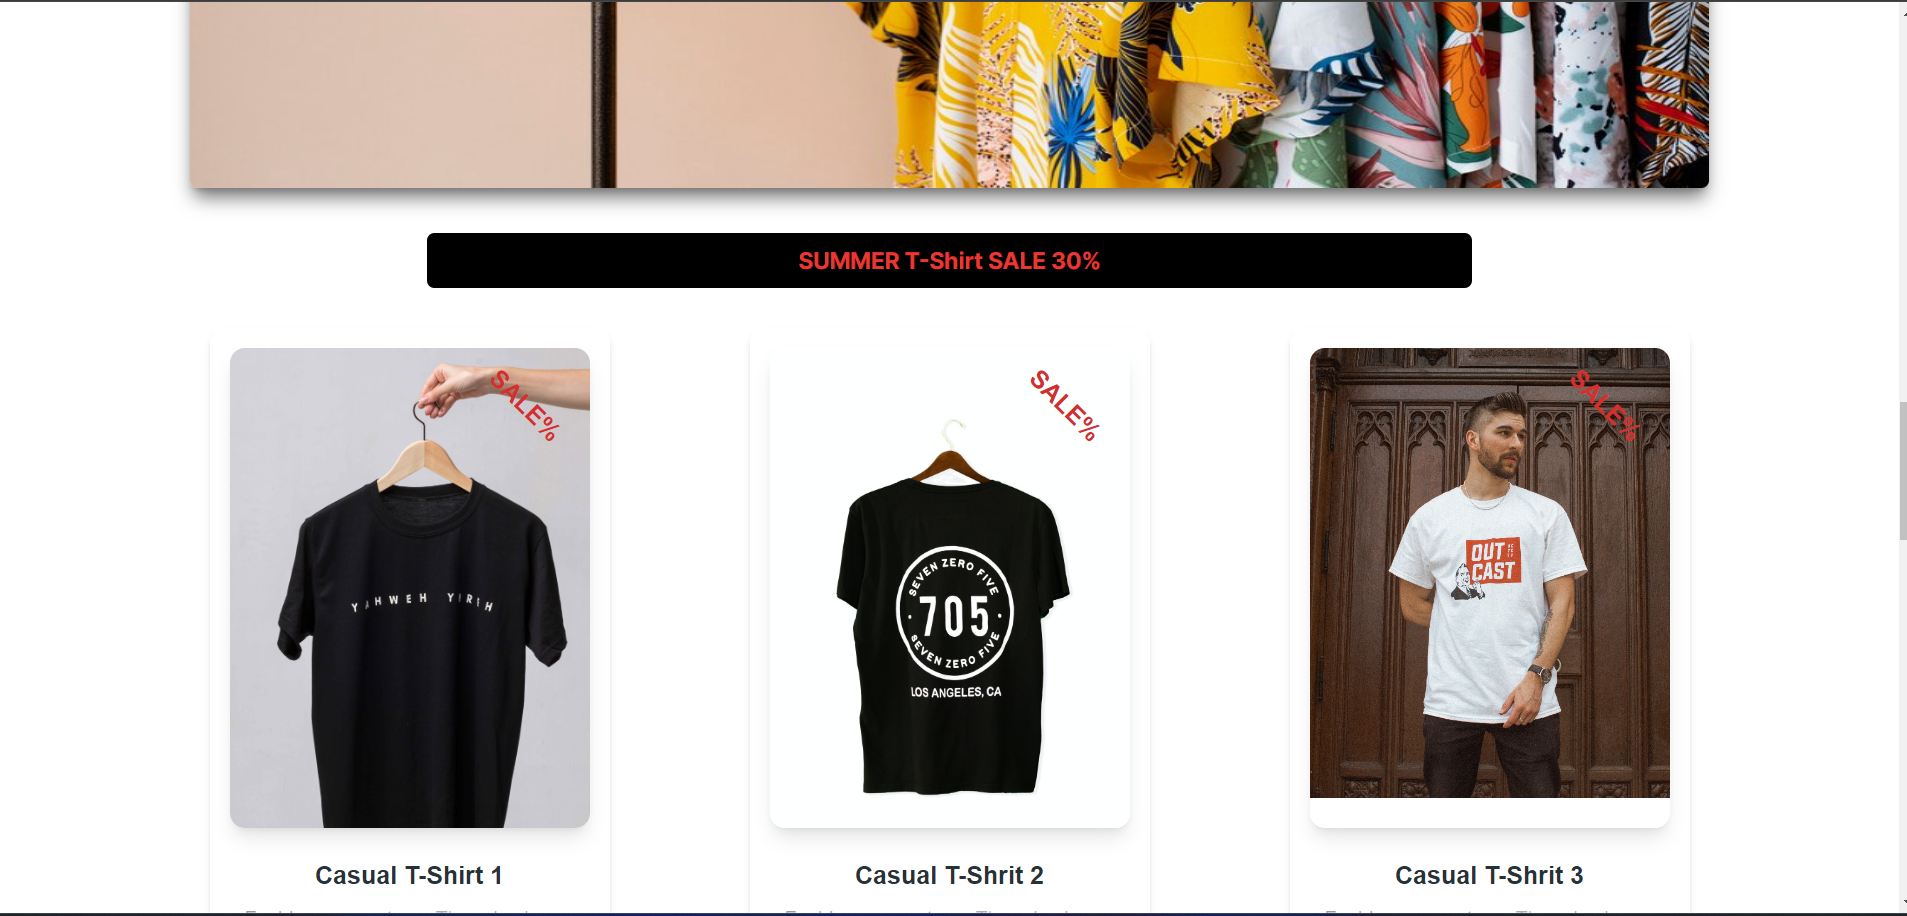 SUMMER T-Shirt SALE 30%
SALE%
YAHWEH YIREH
Casual T-Shirt 1
SALE%
SEVEN ZERO FIVE
705
SEVEN ZERO FIVE
LOS ANGELES, CA
Casual T-Shrit 2
SALE%
OUT
CAST
Casual T-Shrit 3